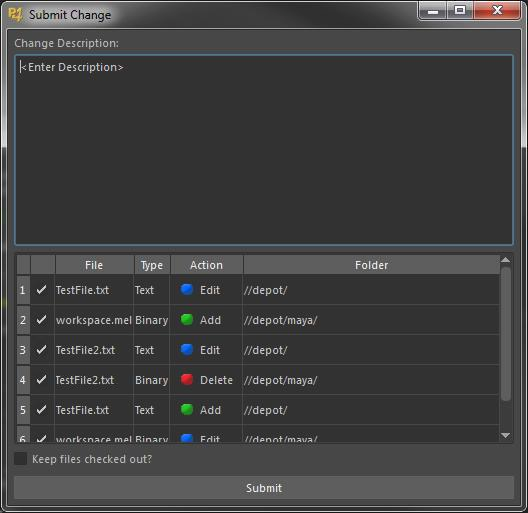 P4 Submit Change
Change Description:
<Enter Description>
File Type Action Folder
1 TestFile.txt Text Edit //depot/
2 workspace.mel Binary Add //depot/maya/
3 TestFile2.txt Text Edit //depot/
4 TestFile2.txt Binary Delete //depot/maya/
5 TestFile.txt Text Add //depot/
6 workspace.mel Binary Edit //depot/maya/
Keep files checked out?
Submit